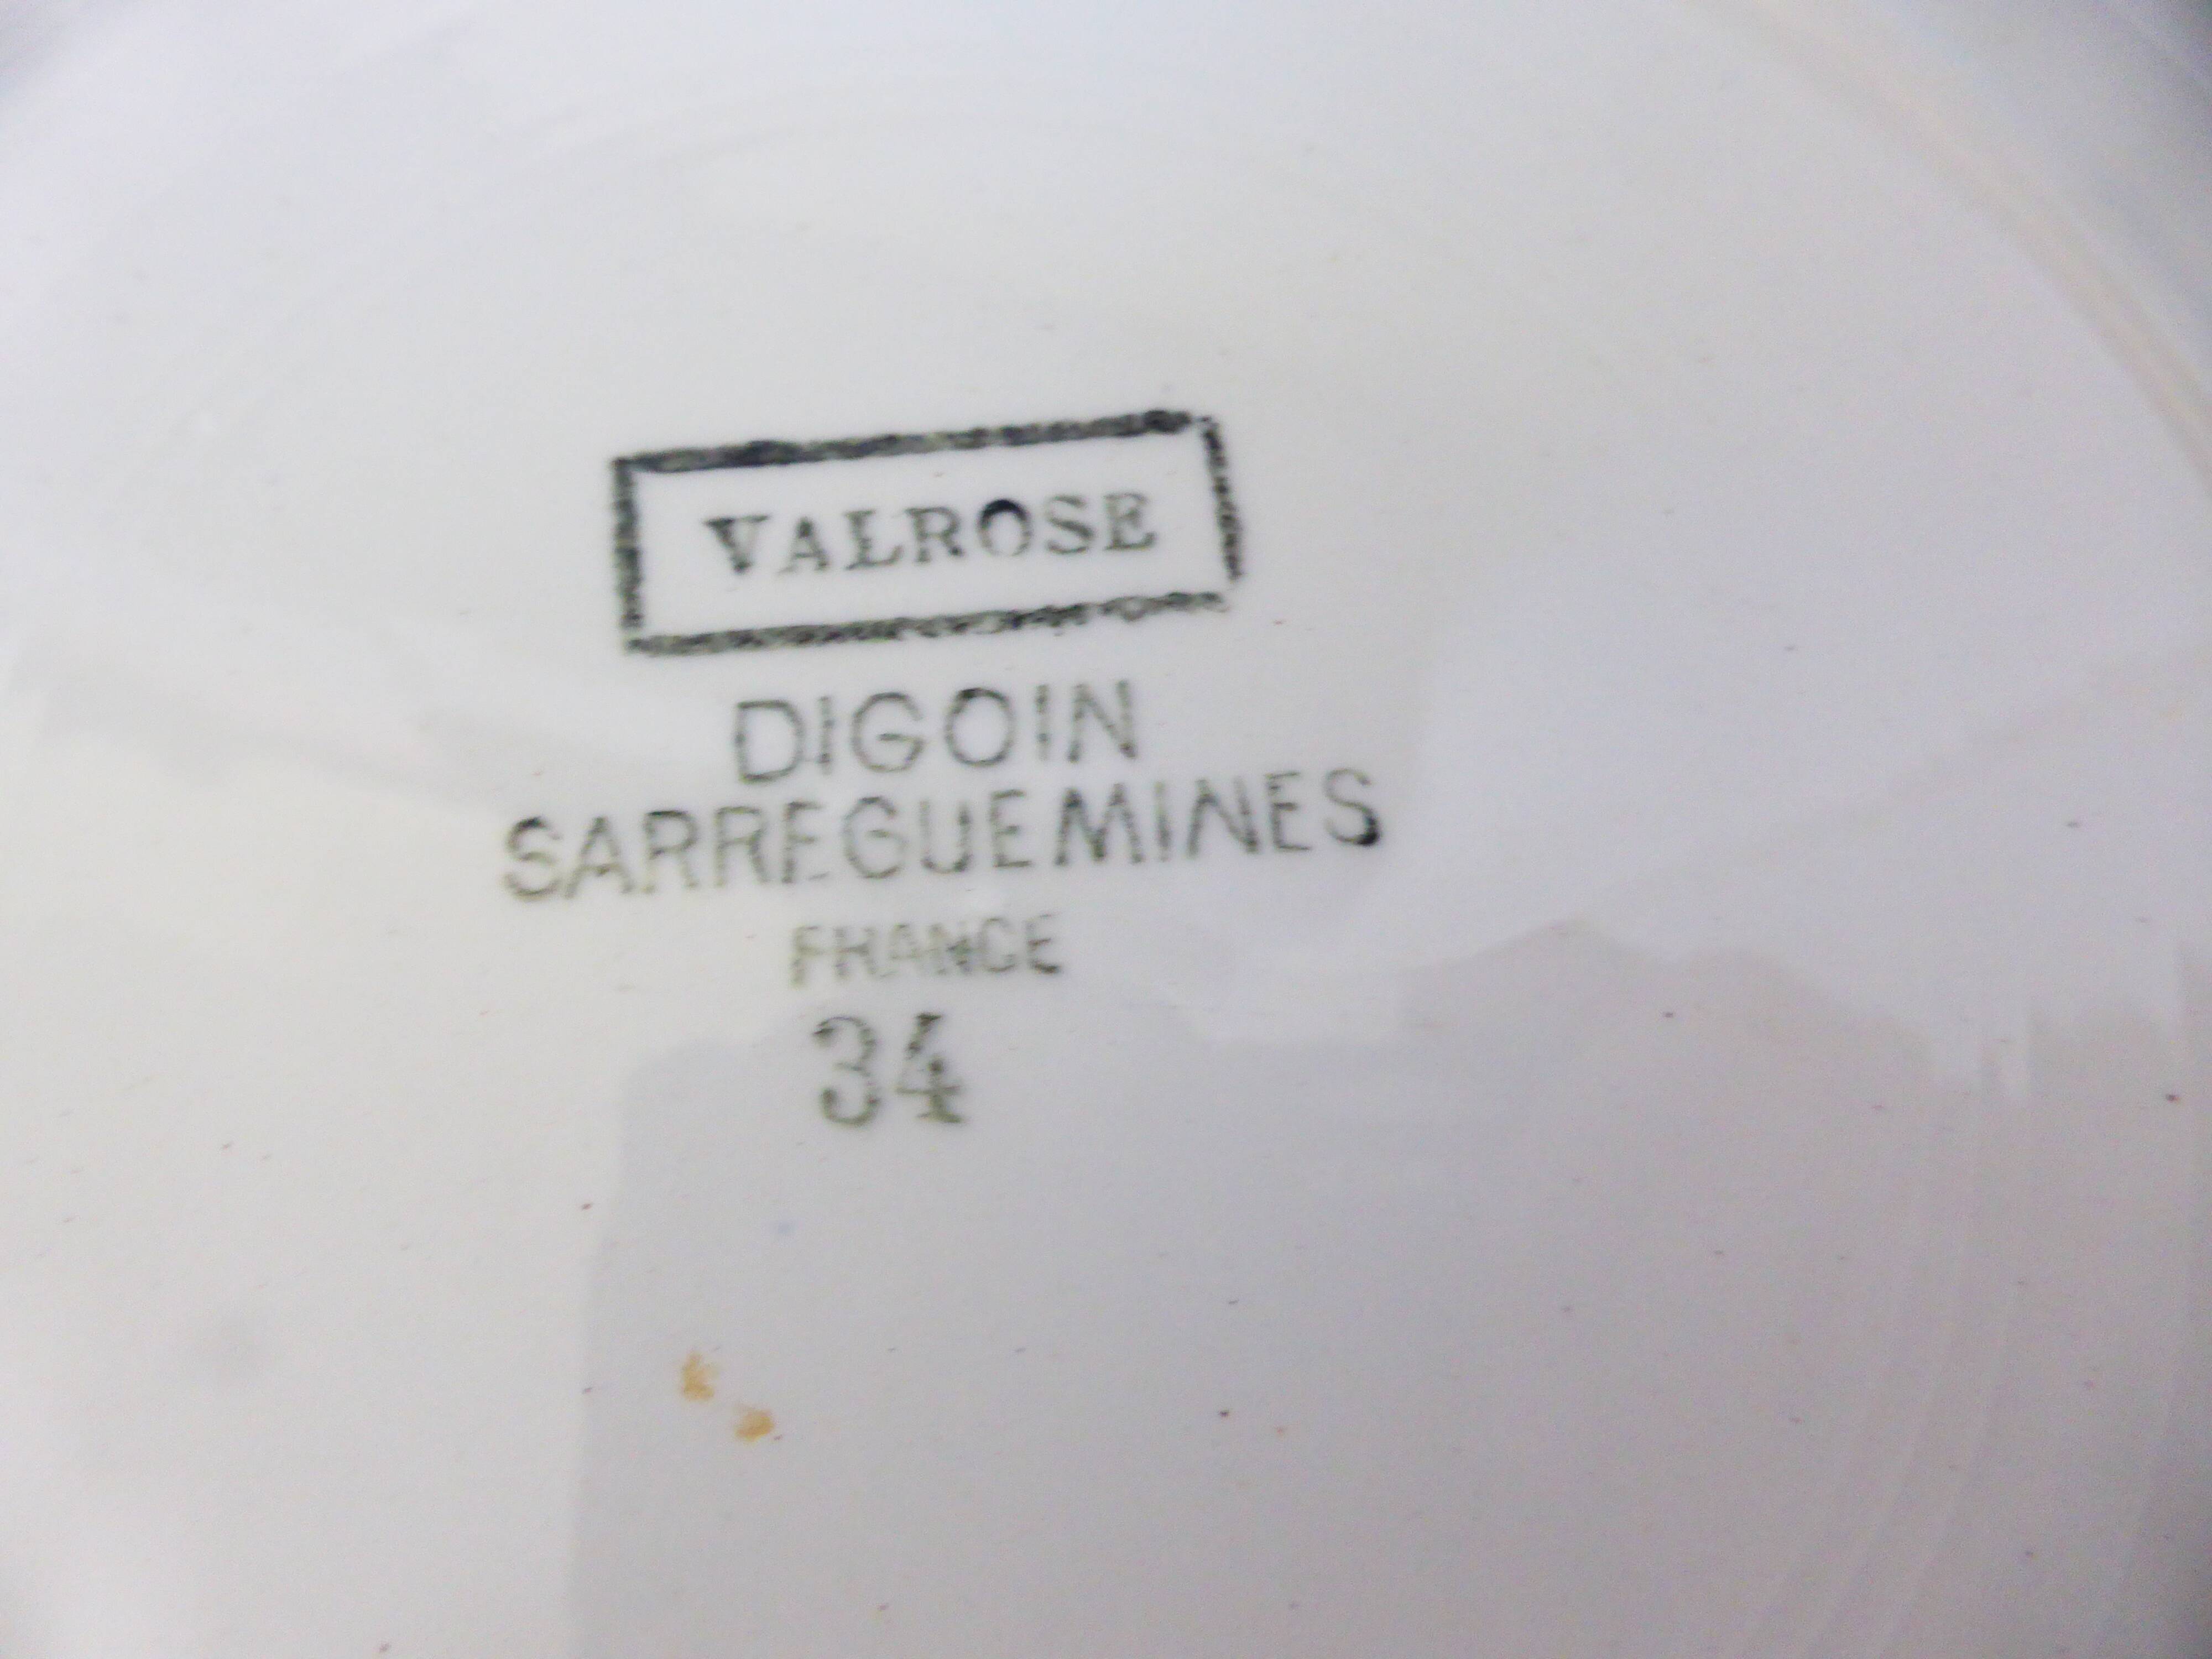 VALROSE
DIGOIN
SARREGUEMINES
FRANCE
34